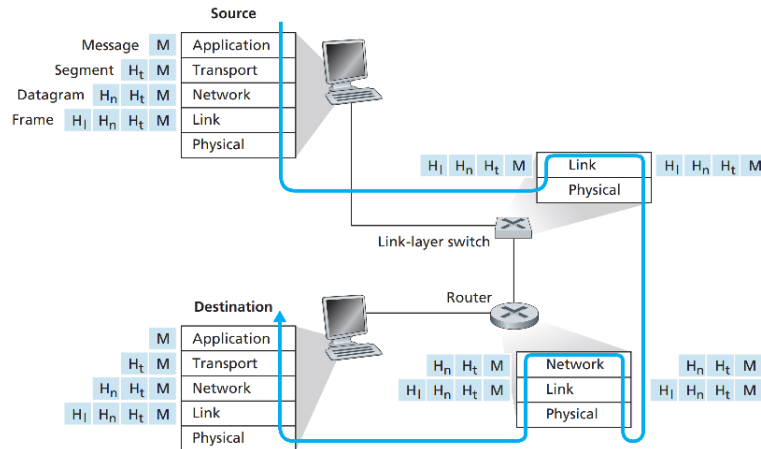 Source
Message M Application
Segment Ht M Transport
Datagram Hn Ht M Network
Frame Hl Hn Ht M Link
Physical
Hl Hn Ht M Link Hl Hn Ht M
Physical
Link-layer switch
Router
Destination
M Application
Ht M Transport
Hn Ht M Network
Hl Hn Ht M Link
Physical
Hn Ht M Network Hn Ht M
Hl Hn Ht M Link Hl Hn Ht M
Physical